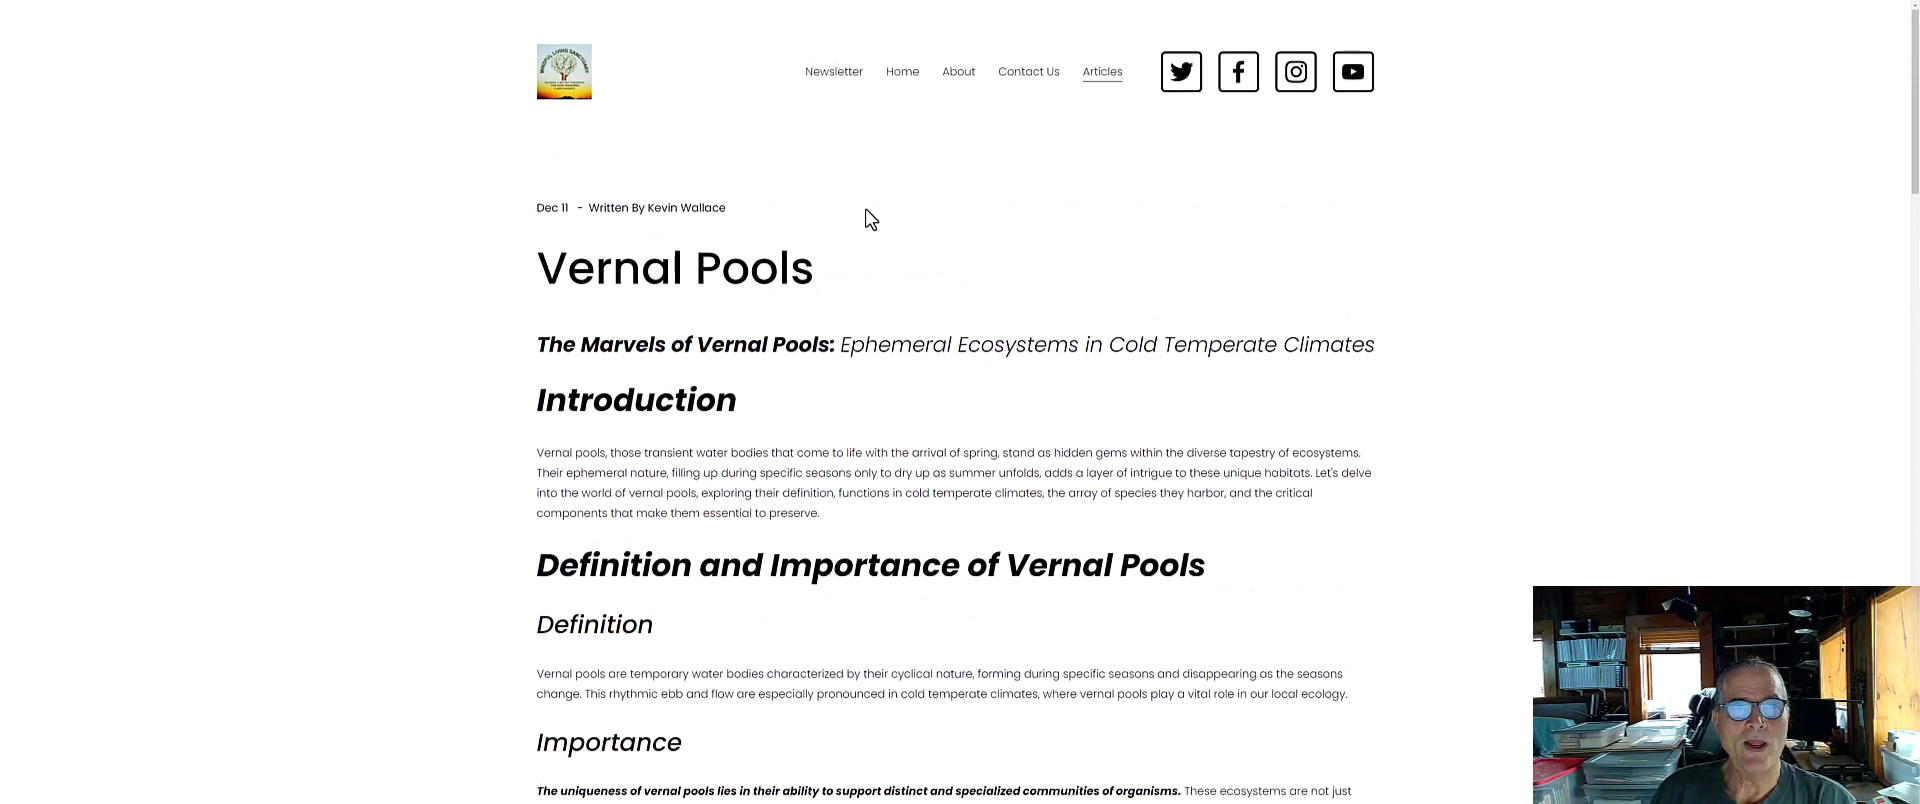 MINDFUL LIVING SANCTUARY
Newsletter Home About Contact Us Articles
Dec 11 - Written By Kevin Wallace
Vernal Pools
The Marvels of Vernal Pools: Ephemeral Ecosystems in Cold Temperate Climates
Introduction
Vernal pools, those transient water bodies that come to life with the arrival of spring, stand as hidden gems within the diverse tapestry of ecosystems.
Their ephemeral nature, filling up during specific seasons only to dry up as summer unfolds, adds a layer of intrigue to these unique habitats. Let's delve
into the world of vernal pools, exploring their definition, functions in cold temperate climates, the array of species they harbor, and the critical
components that make them essential to preserve.
Definition and Importance of Vernal Pools
Definition
Vernal pools are temporary water bodies characterized by their cyclical nature, forming during specific seasons and disappearing as the seasons
change. This rhythmic ebb and flow are especially pronounced in cold temperate climates, where vernal pools play a vital role in our local ecology.
Importance
The uniqueness of vernal pools lies in their ability to support distinct and specialized communities of organisms. These ecosystems are not just